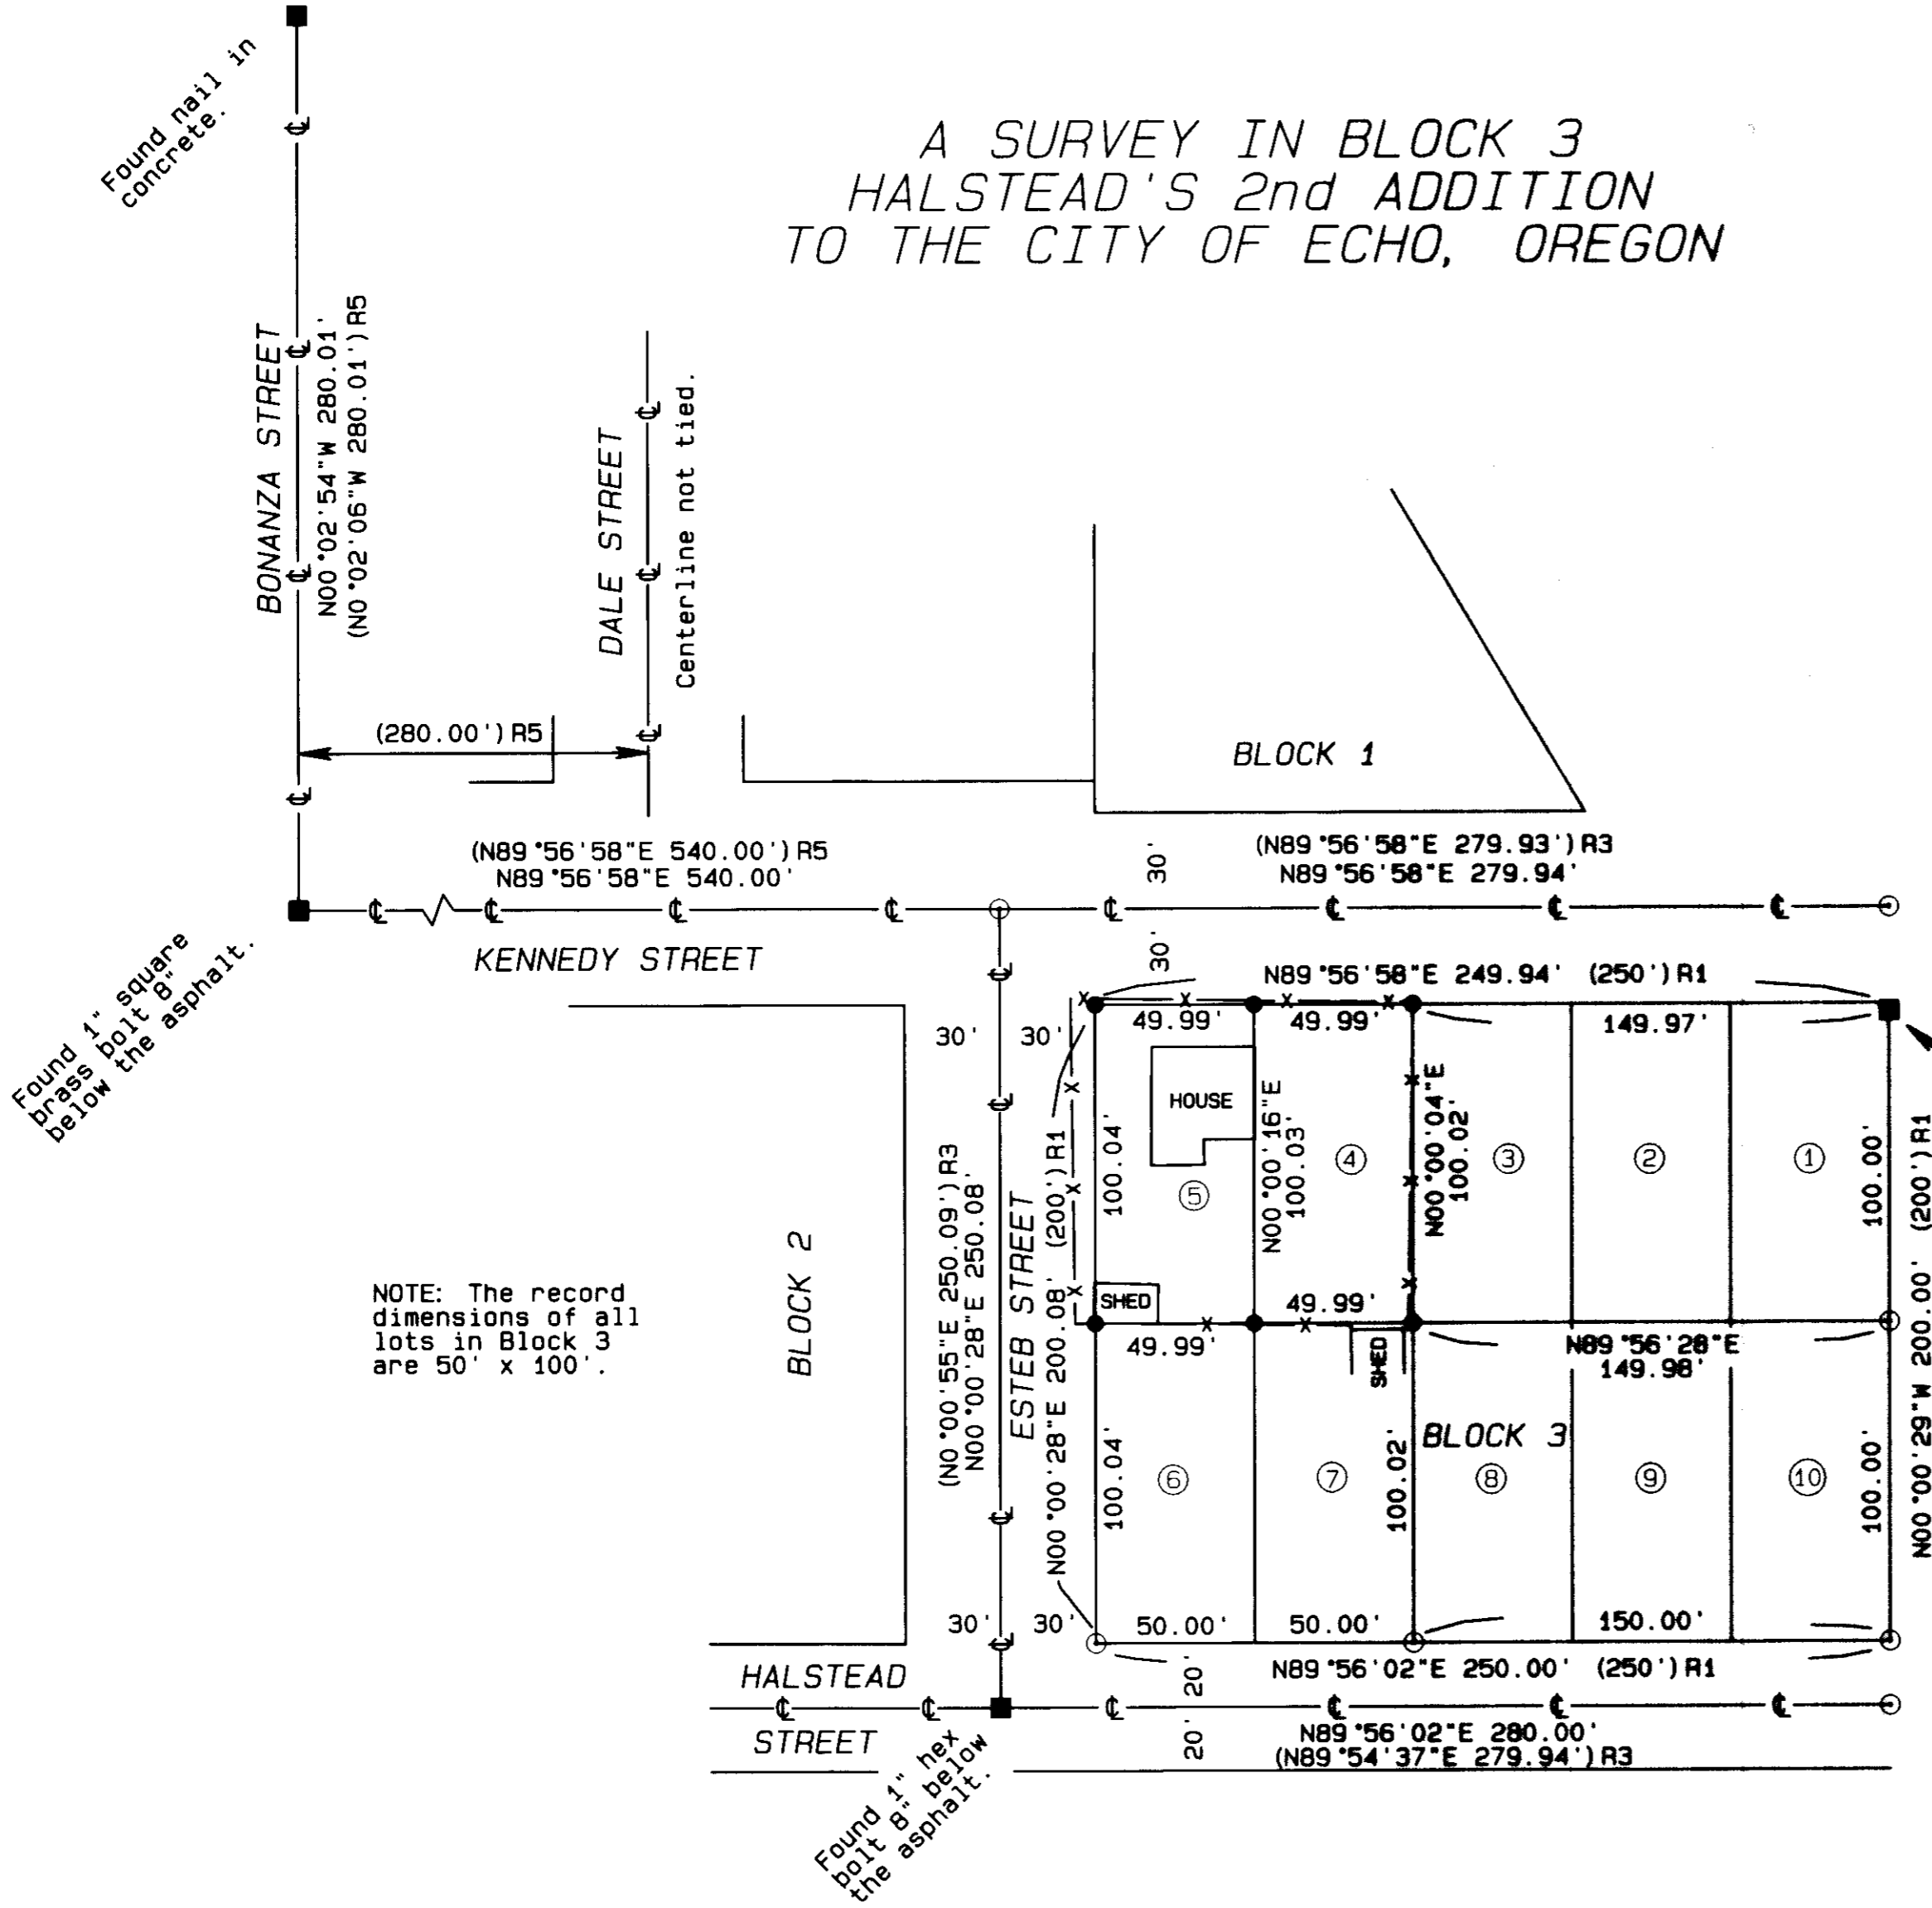 A SURVEY IN BLOCK 3
HALSTEAD'S 2nd ADDITION
TO THE CITY OF ECHO, OREGON
Found nail in
concrete.
BONANZA STREET
N00°02'54"W 280.01'
(N0°02'06"W 280.01')R5
DALE STREET
Centerline not tied.
(280.00')R5
BLOCK 1
(N89°56'58"E 540.00')R5
N89°56'58"E 540.00'
30'
(N89°56'58"E 279.93')R3
N89°56'58"E 279.94'
KENNEDY STREET
30'
Found 1" square
brass bolt 8"
below the asphalt.
N89°56'58"E 249.94' (250')R1
49.99'
49.99'
149.97'
30'
30'
HOUSE
100.04'
N00°00'16"E
100.03'
N00°00'04"E
100.02'
5
4
3
2
1
100.00'
(N0°00'55"E 250.09')R3
N00°00'28"E 250.08'
ESTEB STREET
N00°00'28"E 200.08' (200')R1
N00°00'29"W 200.00' (200')R1
SHED
49.99'
49.99'
SHED
N89°56'28"E
149.98'
NOTE: The record
dimensions of all
lots in Block 3
are 50' x 100'.
BLOCK 2
BLOCK 3
100.04'
6
7
100.02'
8
9
10
100.00'
30'
30'
50.00'
50.00'
150.00'
HALSTEAD
STREET
20'
N89°56'02"E 250.00' (250')R1
20'
N89°56'02"E 280.00'
(N89°54'37"E 279.94')R3
Found 1" hex
bolt 8" below
the asphalt.